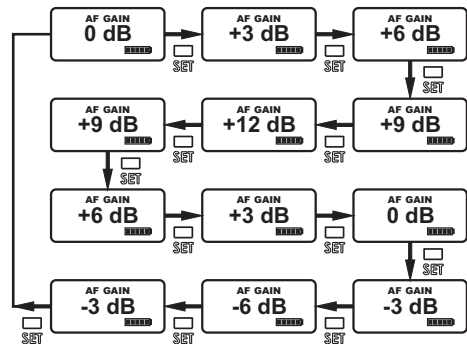 AF GAIN AF GAIN AF GAIN
0 dB +3 dB +6 dB
SET SET
SET
AF GAIN AF GAIN AF GAIN
+9 dB +12 dB +9 dB
SET SET
SET
AF GAIN AF GAIN AF GAIN
+6 dB +3 dB 0 dB
SET SET
SET
AF GAIN AF GAIN AF GAIN
-3 dB -6 dB -3 dB
SET SET SET